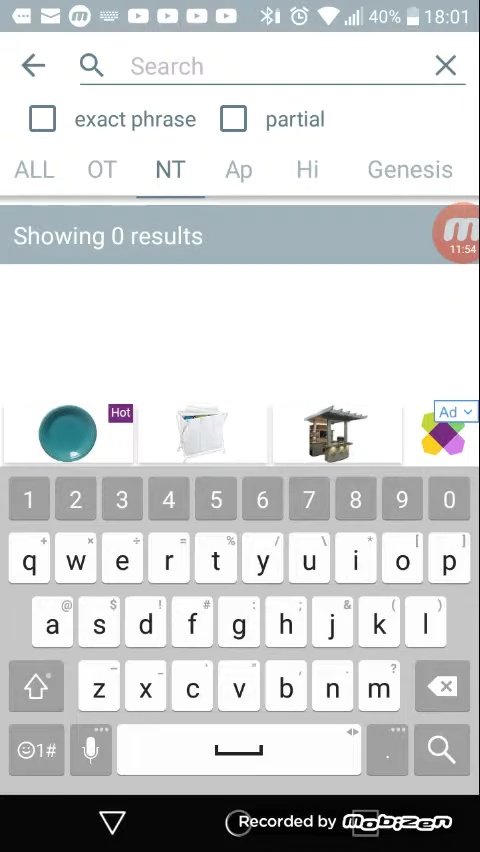 40% 18:01
Search
exact phrase partial
ALL OT NT Ap Hi Genesis
Showing 0 results
11:54
Hot
Ad
1 2 3 4 5 6 7 8 9 0
+ × ÷ = % / \ * [ ]
q w e r t y u i o p
@ $ ! # : ; & ( )
a s d f g h j k l
– _ ' " , . ?
z x c v b n m
☺1# .
Recorded by Mobizen